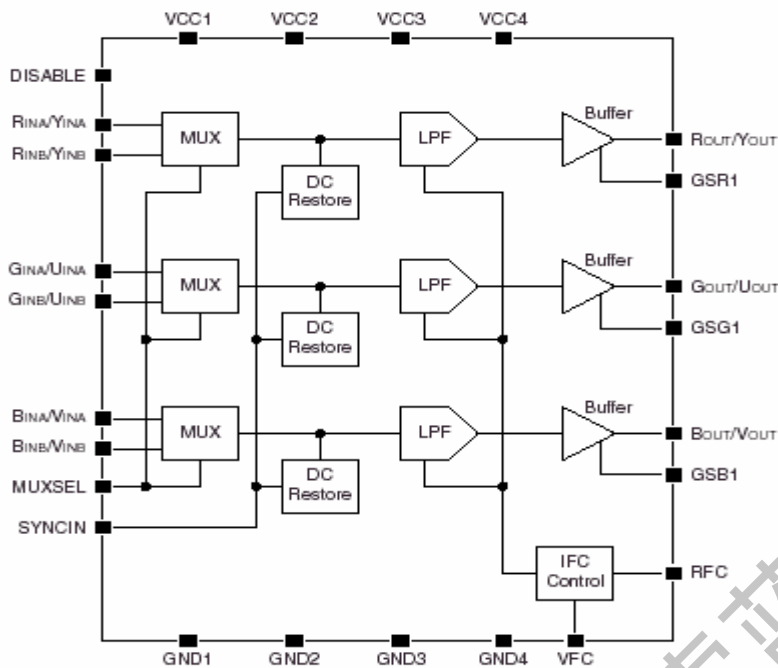 VCC1 VCC2 VCC3 VCC4
DISABLE
RINA/YINA
RINB/YINB
MUX
LPF
Buffer
ROUT/YOUT
DC
Restore
GSR1
GINA/UINA
GINB/UINB
MUX
LPF
Buffer
GOUT/UOUT
DC
Restore
GSG1
BINA/VINA
BINB/VINB
MUX
LPF
Buffer
BOUT/VOUT
MUXSEL
DC
Restore
GSB1
SYNCIN
IFC
Control
RFC
GND1 GND2 GND3 GND4 VFC